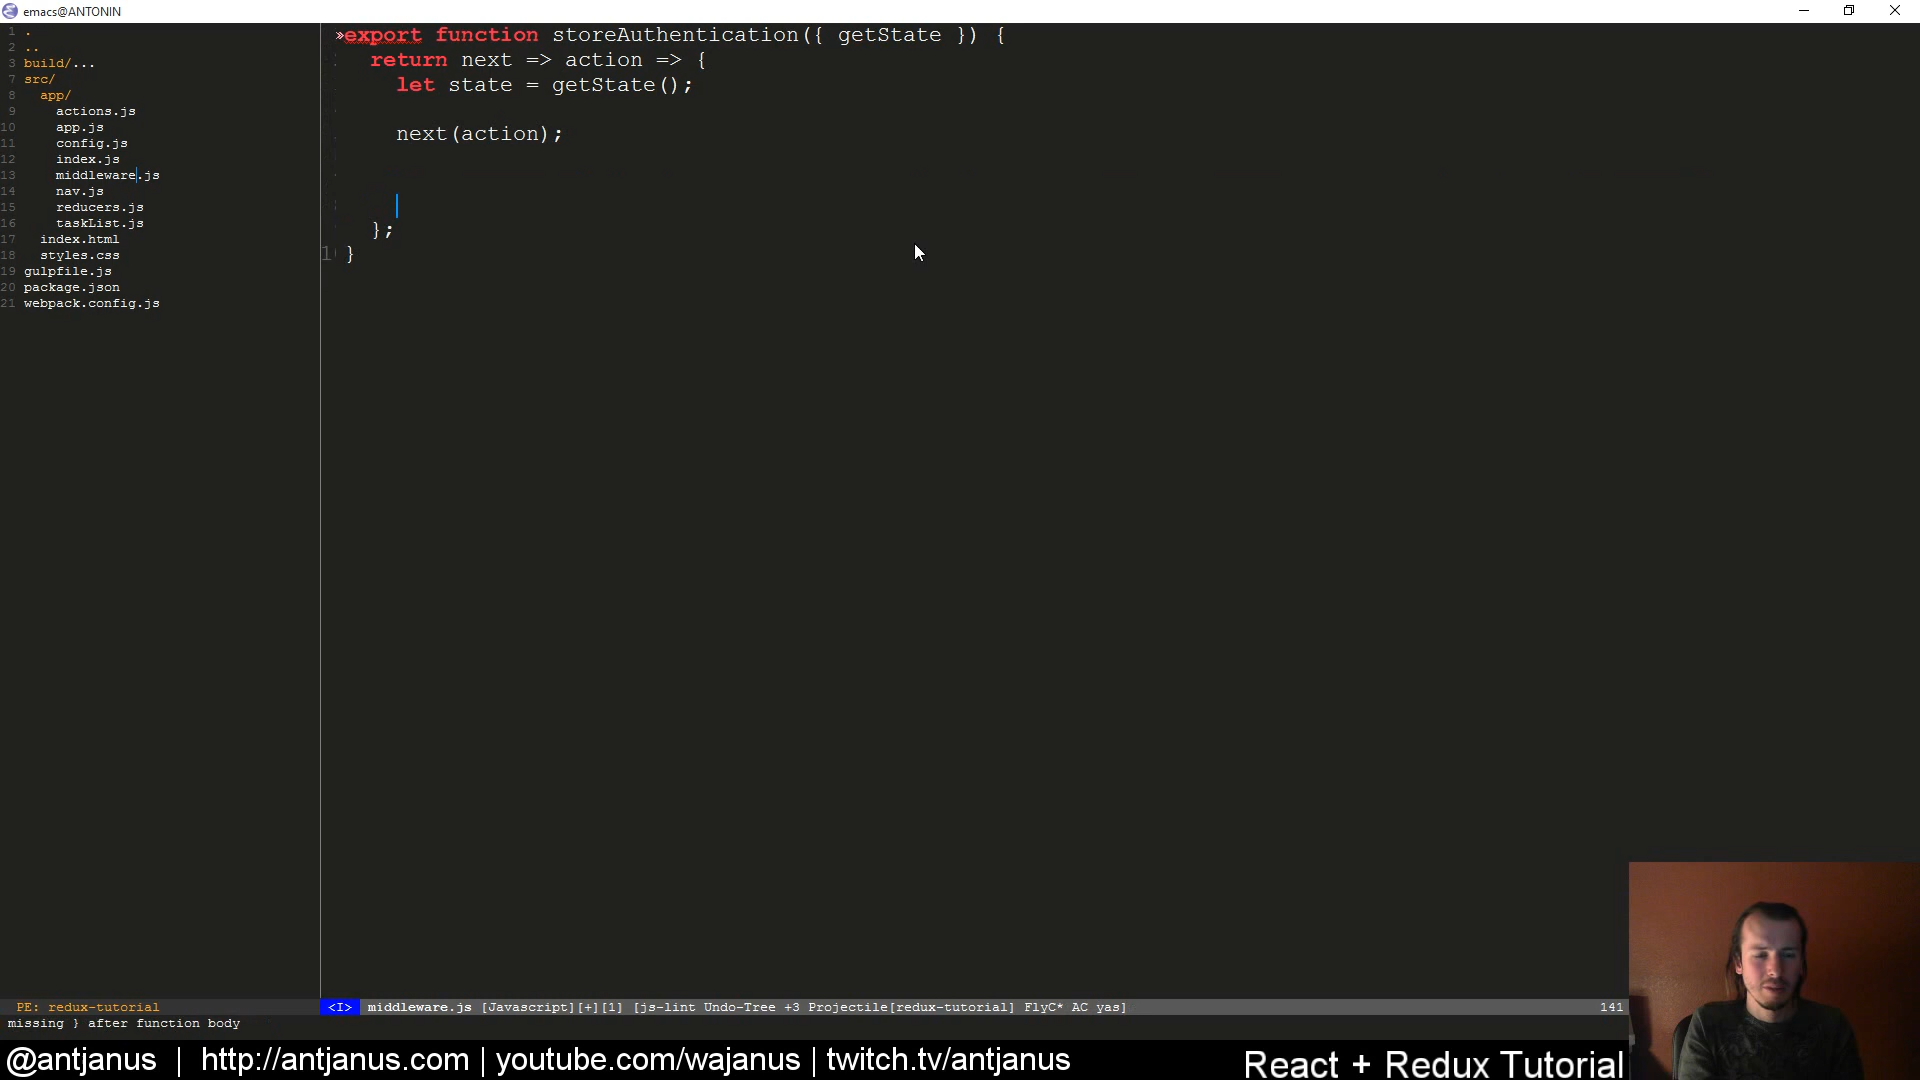 emacs@ANTONIN
1 .
2 ..
3 build/...
7 src/
8 app/
9 actions.js
10 app.js
11 config.js
12 index.js
13 middleware.js
14 nav.js
15 reducers.js
16 taskList.js
17 index.html
18 styles.css
19 gulpfile.js
20 package.json
21 webpack.config.js
»export function storeAuthentication({ getState }) {
return next => action => {
let state = getState();
next(action);
};
1 }
PE: redux-tutorial
<I> middleware.js [Javascript][+][1] [js-lint Undo-Tree +3 Projectile[redux-tutorial] FlyC* AC yas] 141
missing } after function body
@antjanus | http://antjanus.com | youtube.com/wajanus | twitch.tv/antjanus
React + Redux Tutorial